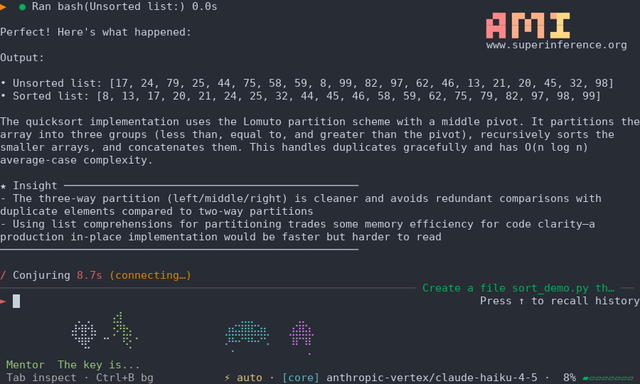 ▶ ● Ran bash(Unsorted list:) 0.0s
AMI
www.superinference.org
Perfect! Here's what happened:
Output:
• Unsorted list: [17, 24, 79, 25, 44, 75, 58, 59, 8, 99, 82, 97, 62, 46, 13, 21, 20, 45, 32, 98]
• Sorted list: [8, 13, 17, 20, 21, 24, 25, 32, 44, 45, 46, 58, 59, 62, 75, 79, 82, 97, 98, 99]
The quicksort implementation uses the Lomuto partition scheme with a middle pivot. It partitions the
array into three groups (less than, equal to, and greater than the pivot), recursively sorts the
smaller arrays, and concatenates them. This handles duplicates gracefully and has O(n log n)
average-case complexity.
★ Insight
- The three-way partition (left/middle/right) is cleaner and avoids redundant comparisons with
duplicate elements compared to two-way partitions
- Using list comprehensions for partitioning trades some memory efficiency for code clarity—a
production in-place implementation would be faster but harder to read
/ Conjuring 8.7s (connecting…)
Create a file sort_demo.py th…
▶
Press ↑ to recall history
Mentor The key is...
Tab inspect · Ctrl+B bg
⚡ auto · [core] anthropic-vertex/claude-haiku-4-5 · 8%